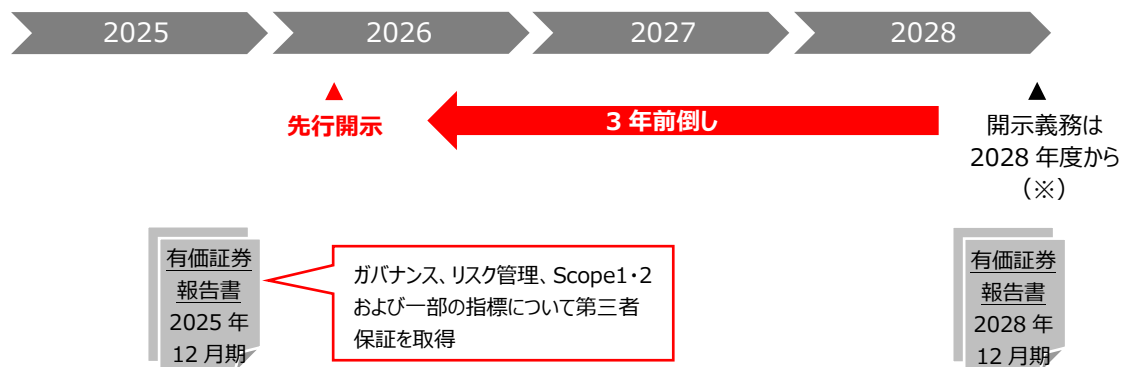 2025
2026
2027
2028
▲
先行開示
3 年前倒し
▲
開示義務は
2028 年度から
（※）
有価証券
報告書
2025 年
12 月期
ガバナンス、リスク管理、Scope1・2
および一部の指標について第三者
保証を取得
有価証券
報告書
2028 年
12 月期